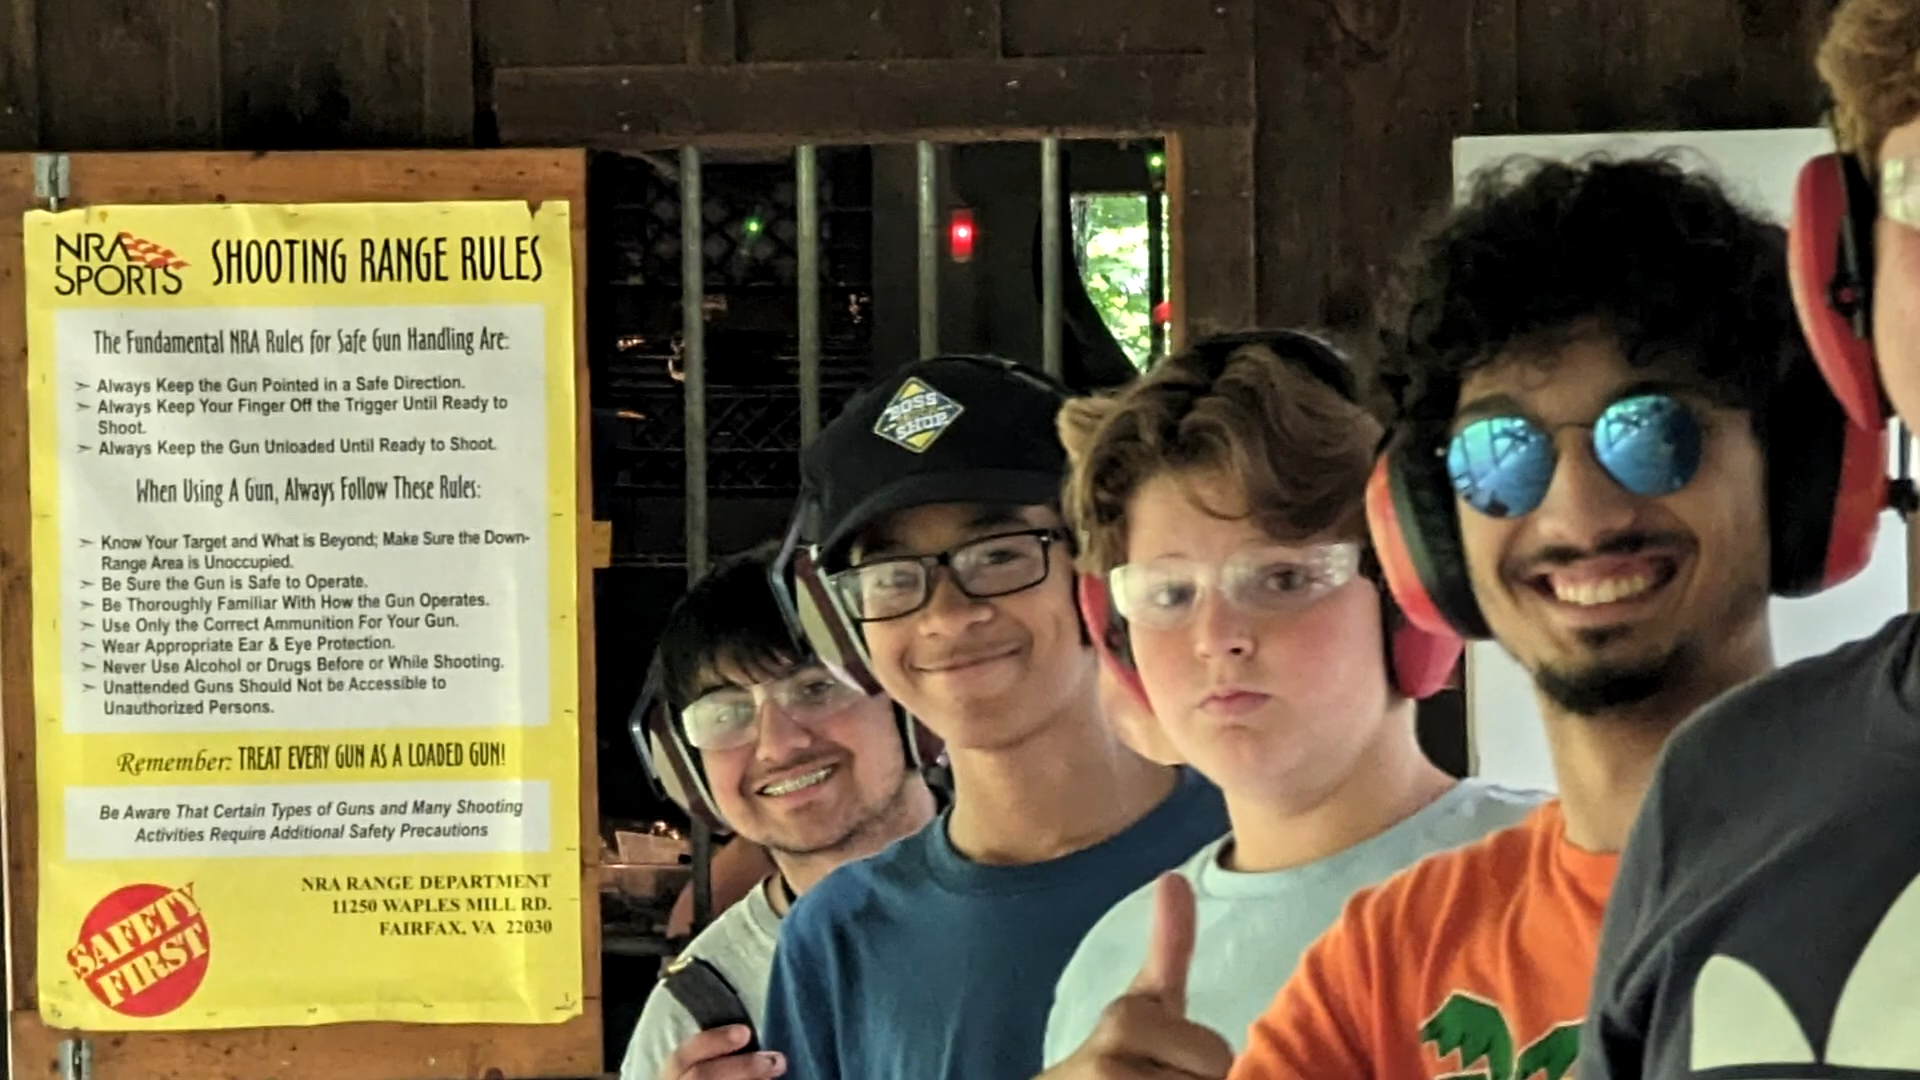 NRA
SPORTS
SHOOTING RANGE RULES
The Fundamental NRA Rules for Safe Gun Handling Are:
➣ Always Keep the Gun Pointed in a Safe Direction.
➣ Always Keep Your Finger Off the Trigger Until Ready to
Shoot.
➣ Always Keep the Gun Unloaded Until Ready to Shoot.
When Using A Gun, Always Follow These Rules:
➣ Know Your Target and What is Beyond; Make Sure the Down-
Range Area is Unoccupied.
➣ Be Sure the Gun is Safe to Operate.
➣ Be Thoroughly Familiar With How the Gun Operates.
➣ Use Only the Correct Ammunition For Your Gun.
➣ Wear Appropriate Ear & Eye Protection.
➣ Never Use Alcohol or Drugs Before or While Shooting.
➣ Unattended Guns Should Not be Accessible to
Unauthorized Persons.
Remember: TREAT EVERY GUN AS A LOADED GUN!
Be Aware That Certain Types of Guns and Many Shooting
Activities Require Additional Safety Precautions
SAFETY
FIRST
NRA RANGE DEPARTMENT
11250 WAPLES MILL RD.
FAIRFAX, VA 22030
BOSS
SHOP